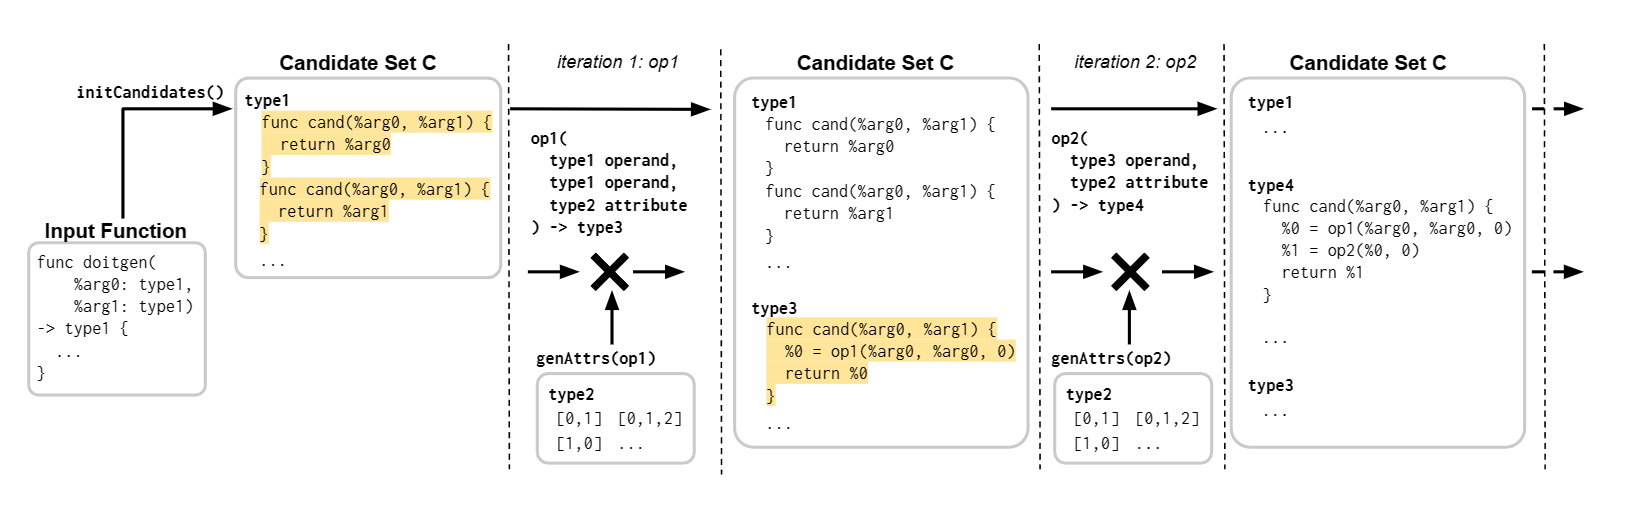 initCandidates()
Input Function
func doitgen(
%arg0: type1,
%arg1: type1)
-> type1 {
...
}
Candidate Set C
type1
func cand(%arg0, %arg1) {
return %arg0
}
func cand(%arg0, %arg1) {
return %arg1
}
...
iteration 1: op1
op1(
type1 operand,
type1 operand,
type2 attribute
) -> type3
genAttrs(op1)
type2
[0,1] [0,1,2]
[1,0] ...
Candidate Set C
type1
func cand(%arg0, %arg1) {
return %arg0
}
func cand(%arg0, %arg1) {
return %arg1
}
...
type3
func cand(%arg0, %arg1) {
%0 = op1(%arg0, %arg0, 0)
return %0
}
...
iteration 2: op2
op2(
type3 operand,
type2 attribute
) -> type4
genAttrs(op2)
type2
[0,1] [0,1,2]
[1,0] ...
Candidate Set C
type1
...
type4
func cand(%arg0, %arg1) {
%0 = op1(%arg0, %arg0, 0)
%1 = op2(%0, 0)
return %1
}
...
type3
...